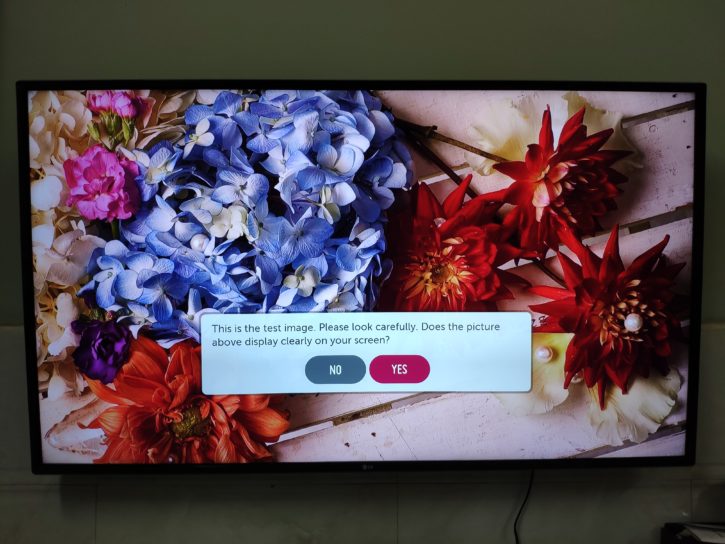 This is the test image. Please look carefully. Does the picture
above display clearly on your screen?
NO YES
LG